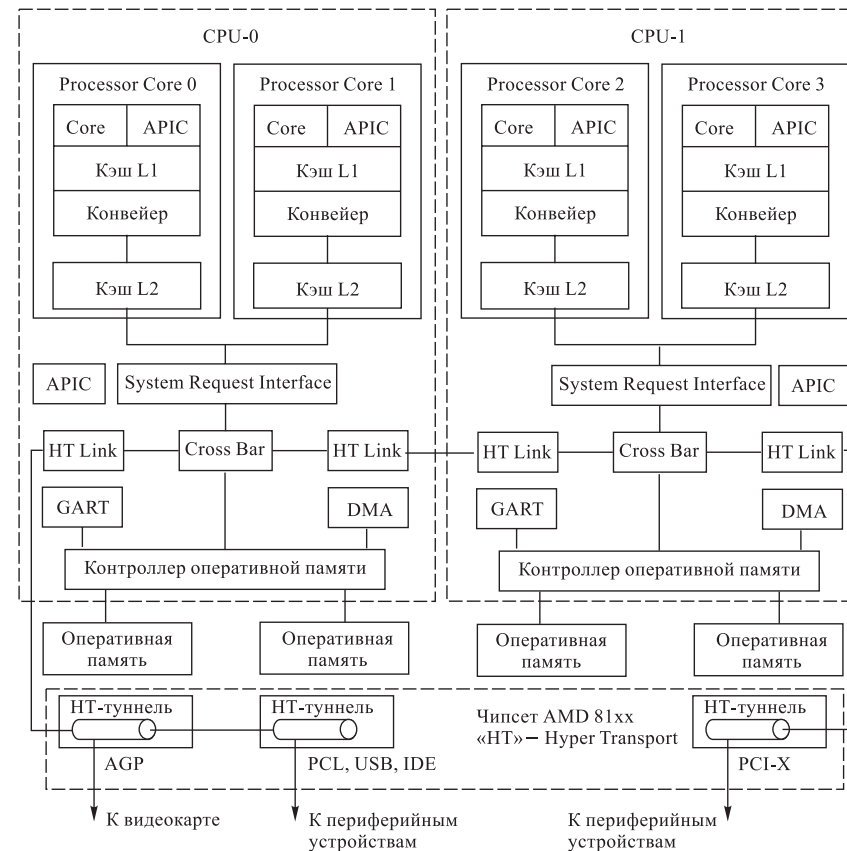 CPU-0
CPU-1
Processor Core 0
Processor Core 1
Processor Core 2
Processor Core 3
Core
APIC
Core
APIC
Core
APIC
Core
APIC
Кэш L1
Кэш L1
Кэш L1
Кэш L1
Конвейер
Конвейер
Конвейер
Конвейер
Кэш L2
Кэш L2
Кэш L2
Кэш L2
APIC
System Request Interface
System Request Interface
APIC
HT Link
Cross Bar
HT Link
HT Link
Cross Bar
HT Link
GART
DMA
GART
DMA
Контроллер оперативной памяти
Контроллер оперативной памяти
Оперативная
память
Оперативная
память
Оперативная
память
Оперативная
память
HT-туннель
HT-туннель
Чипсет AMD 81xx
«HT» – Hyper Transport
HT-туннель
AGP
PCL, USB, IDE
PCI-X
К видеокарте
К периферийным
устройствам
К периферийным
устройствам